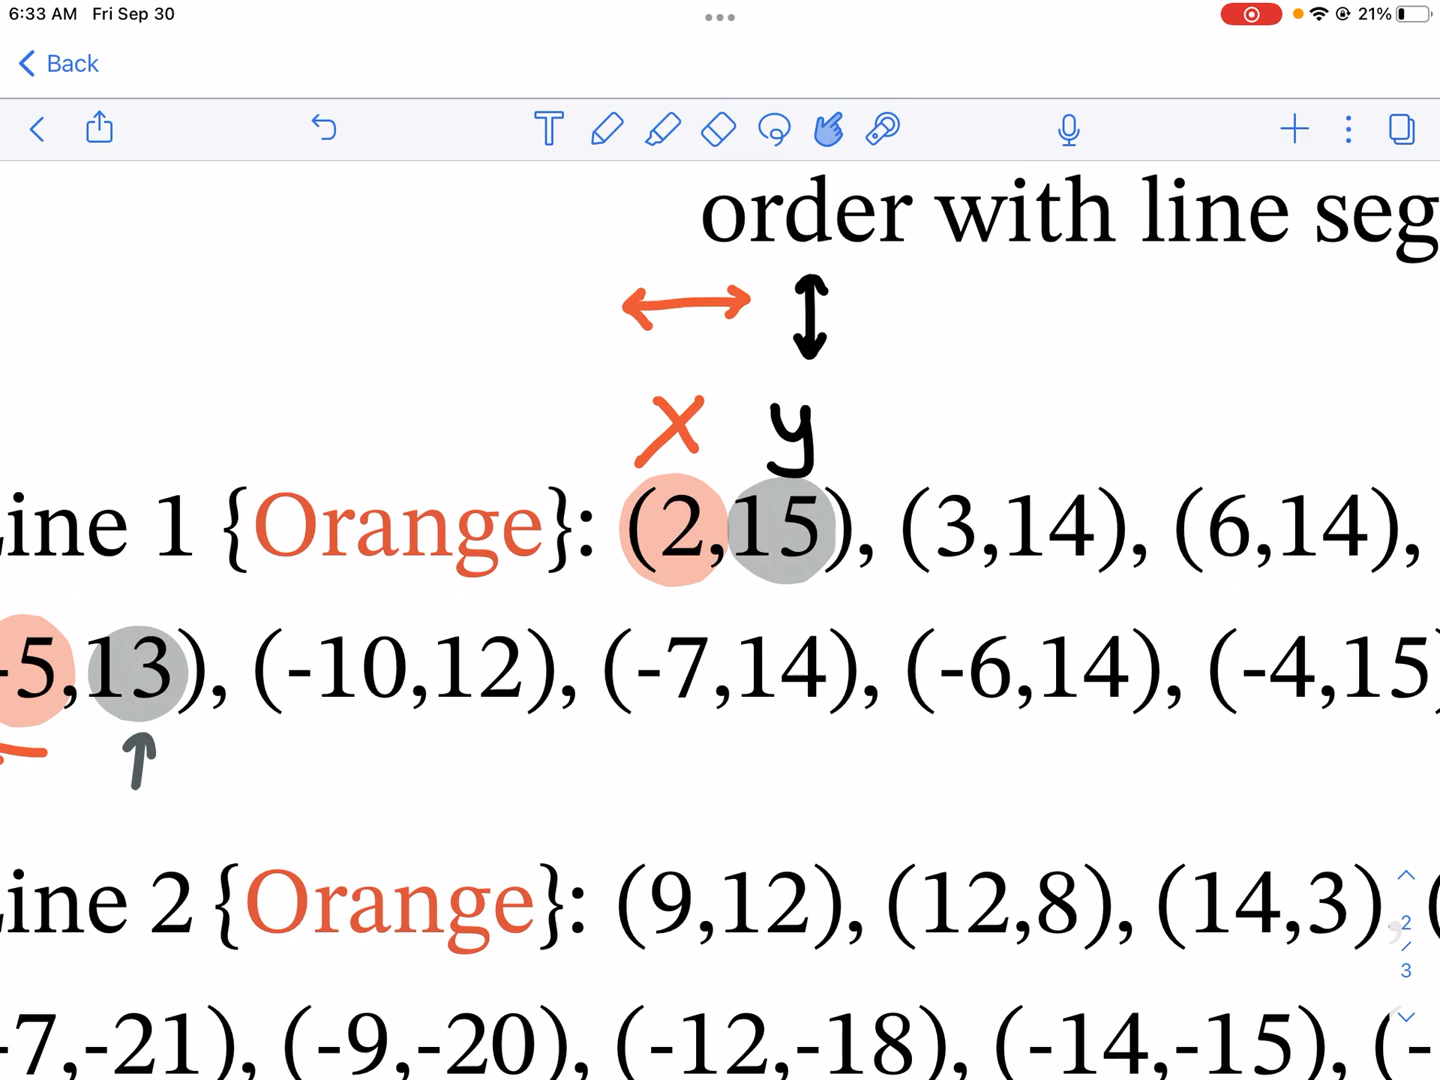 6:33 AM Fri Sep 30
21%
Back
T
order with line seg
x y
Line 1 {Orange}: (2,15), (3,14), (6,14),
-5,13), (-10,12), (-7,14), (-6,14), (-4,15)
Line 2 {Orange}: (9,12), (12,8), (14,3), (
2
/
3
-7,-21), (-9,-20), (-12,-18), (-14,-15), (-